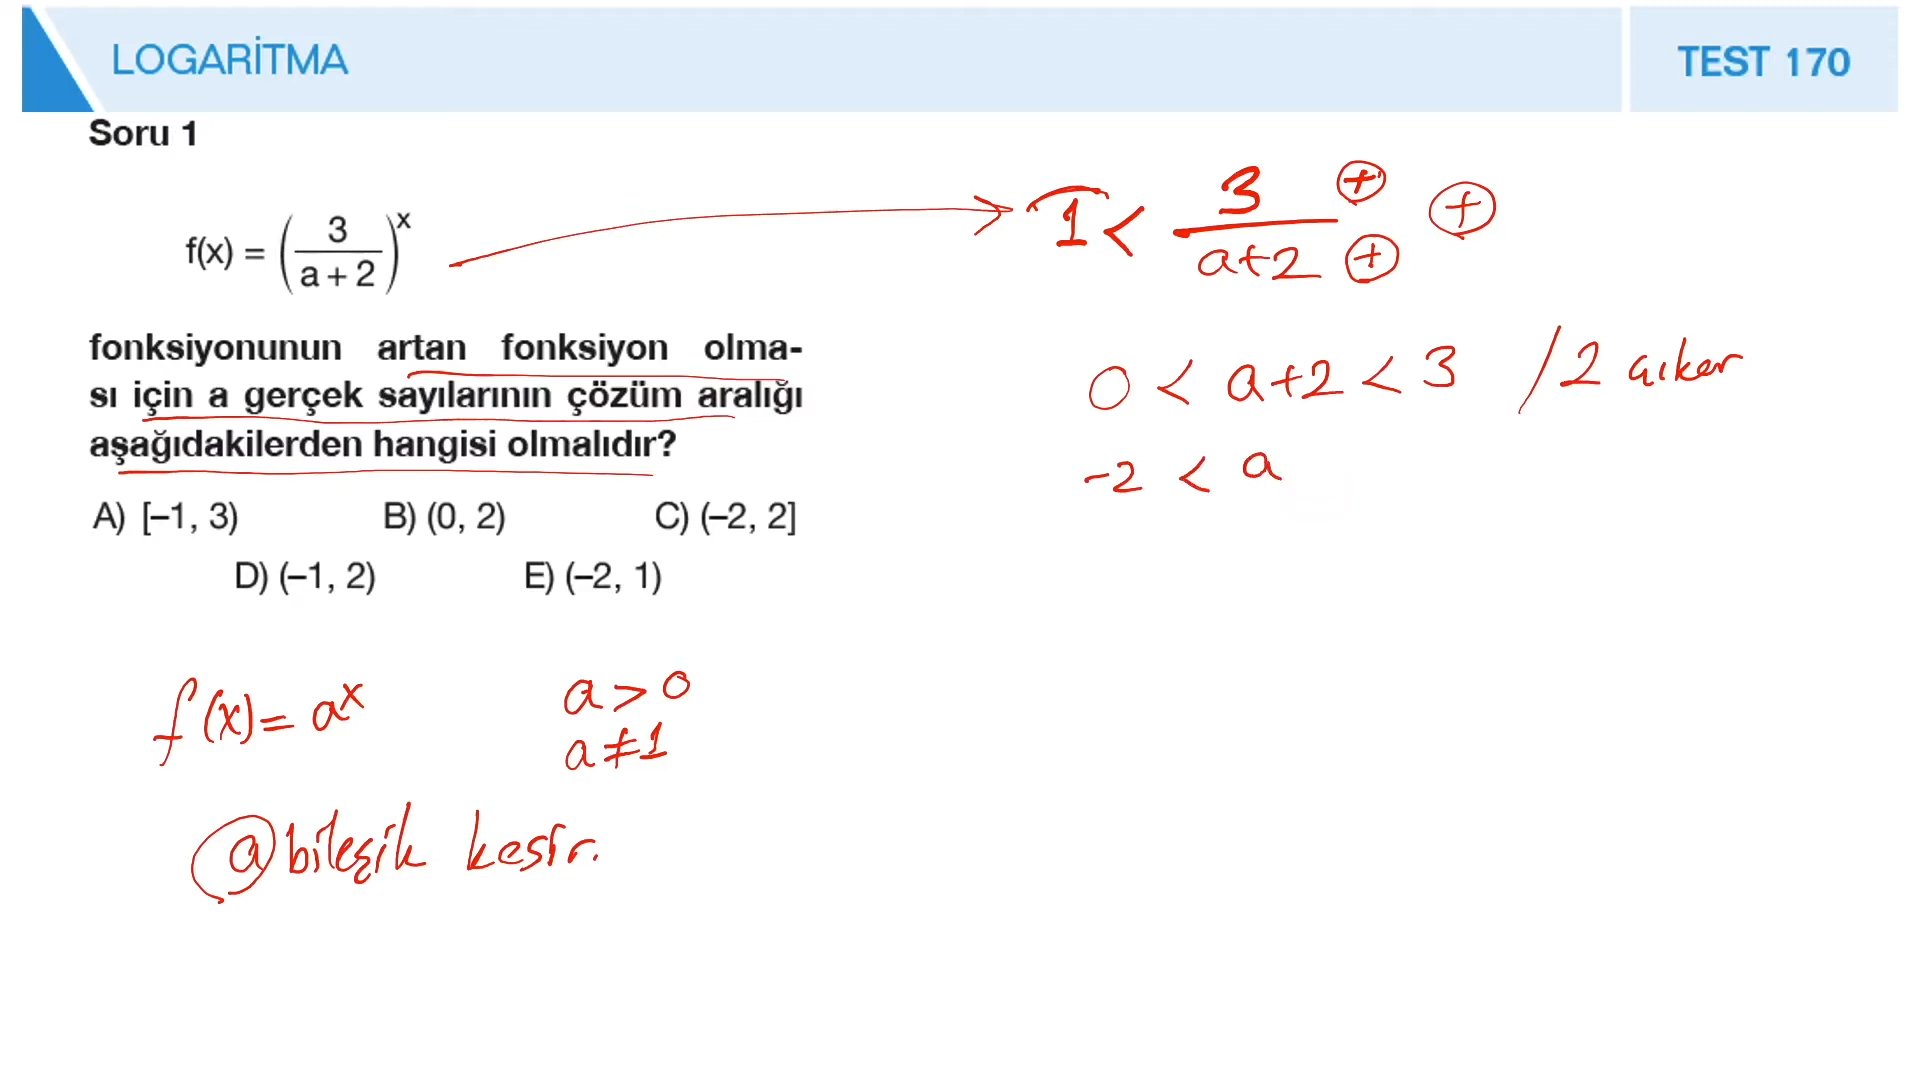 LOGARİTMA
TEST 170
Soru 1
f(x) = (3/(a + 2))^x
fonksiyonunun artan fonksiyon olma-
sı için a gerçek sayılarının çözüm aralığı
aşağıdakilerden hangisi olmalıdır?
A) [–1, 3) B) (0, 2) C) (–2, 2]
D) (–1, 2) E) (–2, 1)
f(x) = a^x a > 0
a ≠ 1
a bileşik kesir.
1 < 3/(a+2) + + +
0 < a+2 < 3 /2 çıkar
-2 < a